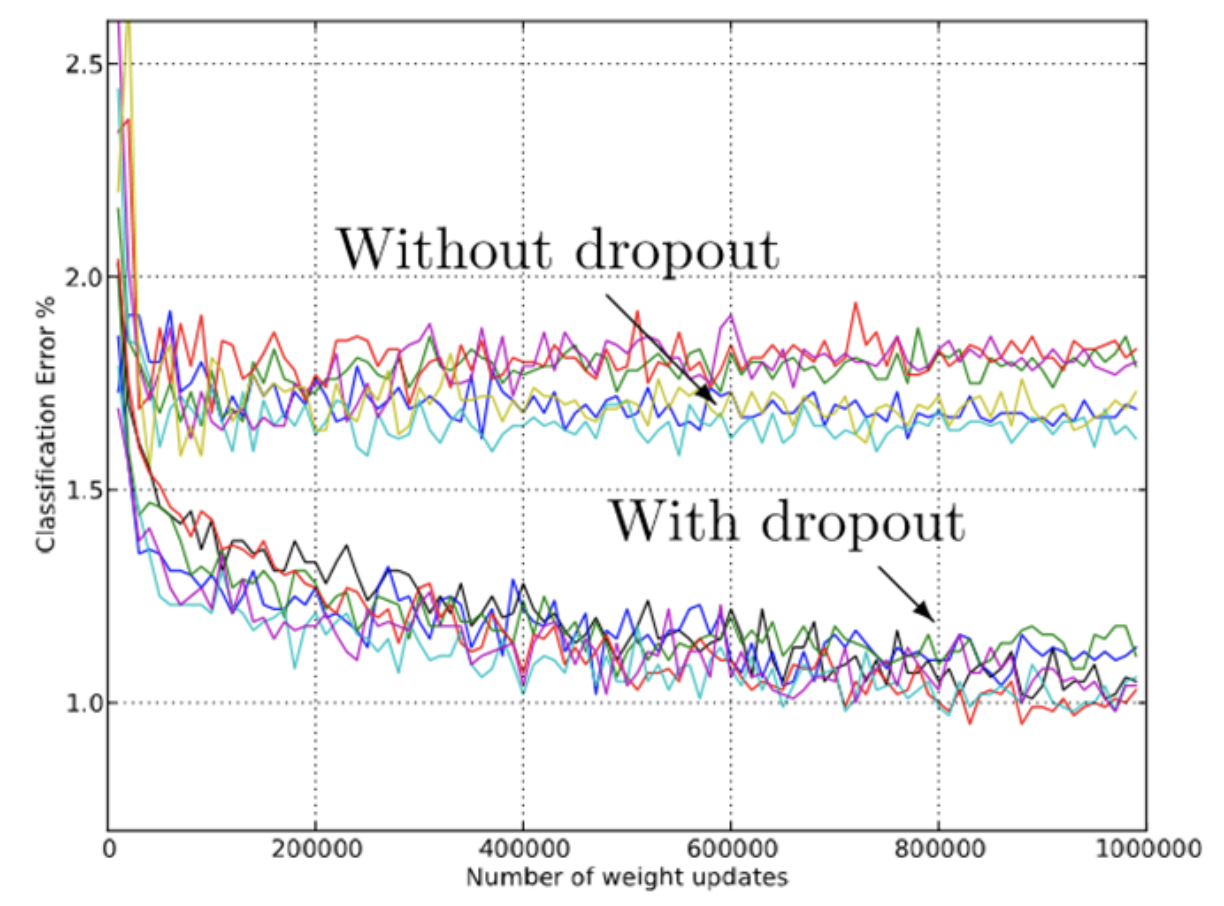 2.5
Without dropout
2.0
Classification Error %
1.5
With dropout
1.0
0 200000 400000 600000 800000 1000000
Number of weight updates